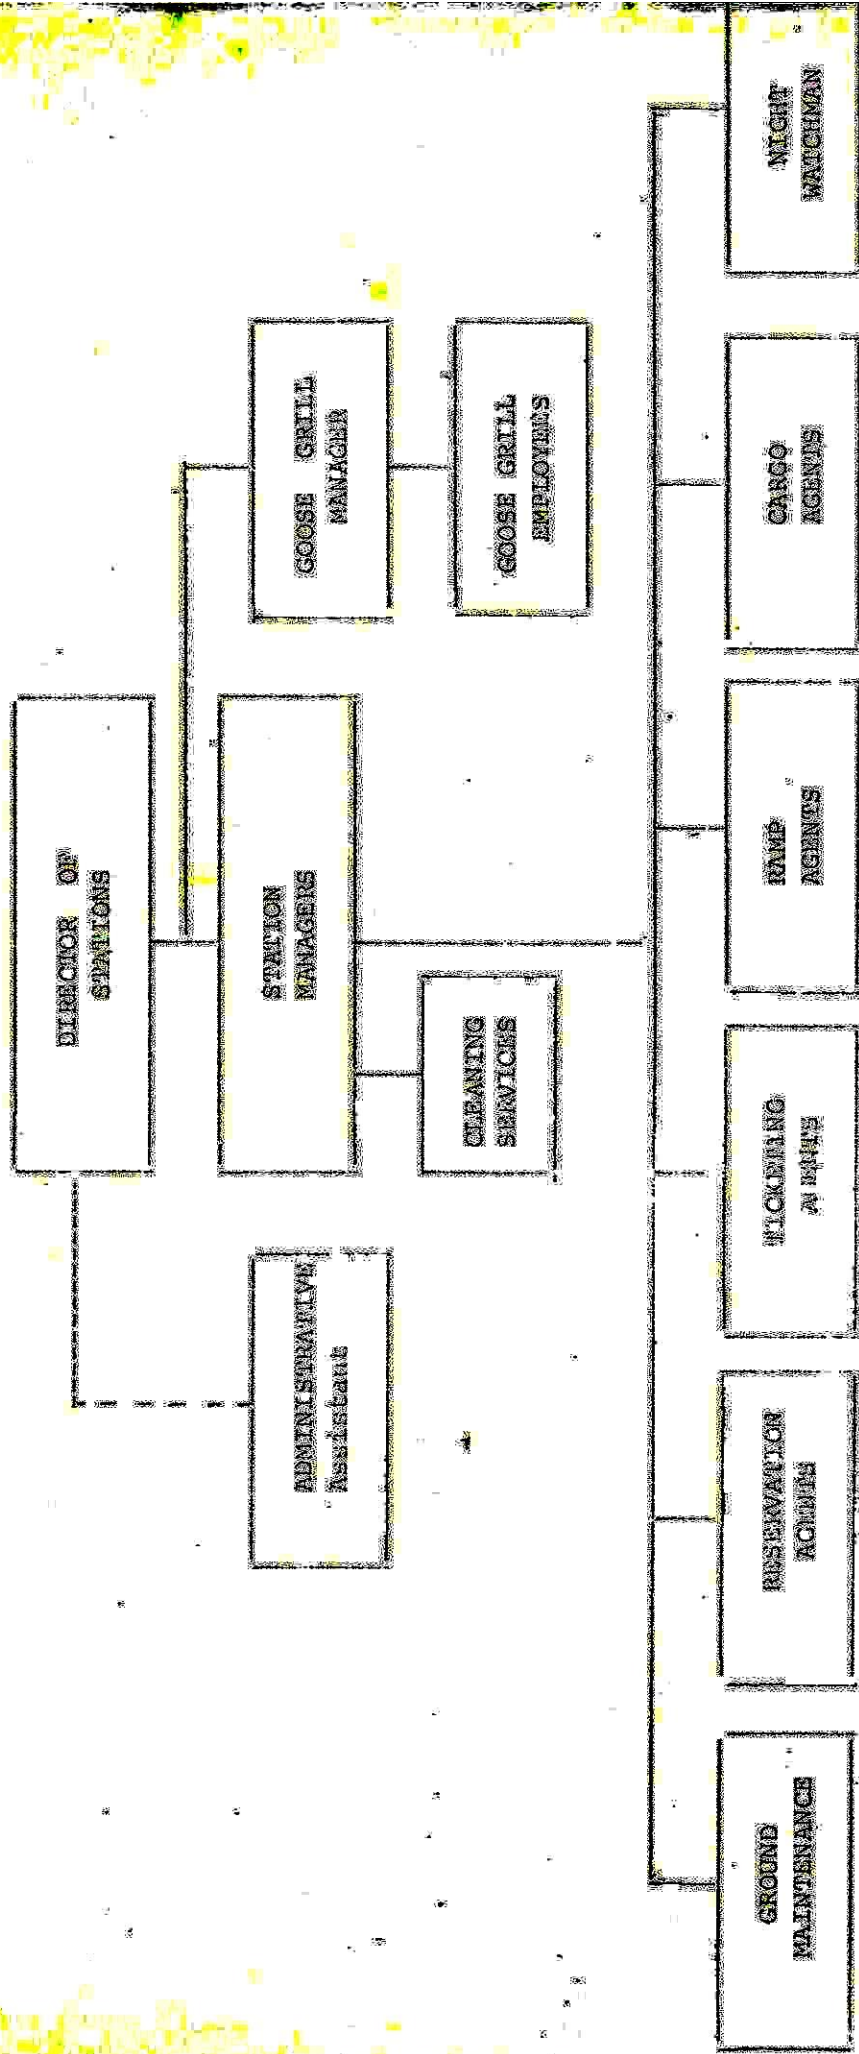 DIRECTOR OF
STATIONS
STATION
MANAGERS
ADMINISTRATIVE
Assistant
CLEANING
SERVICES
GOOSE GRILL
MANAGER
GOOSE GRILL
EMPLOYEES
GROUND
MAINTENANCE
RESERVATION
AGENTS
TICKETING
RAMP
AGENTS
CARGO
AGENTS
NIGHT
WATCHMAN